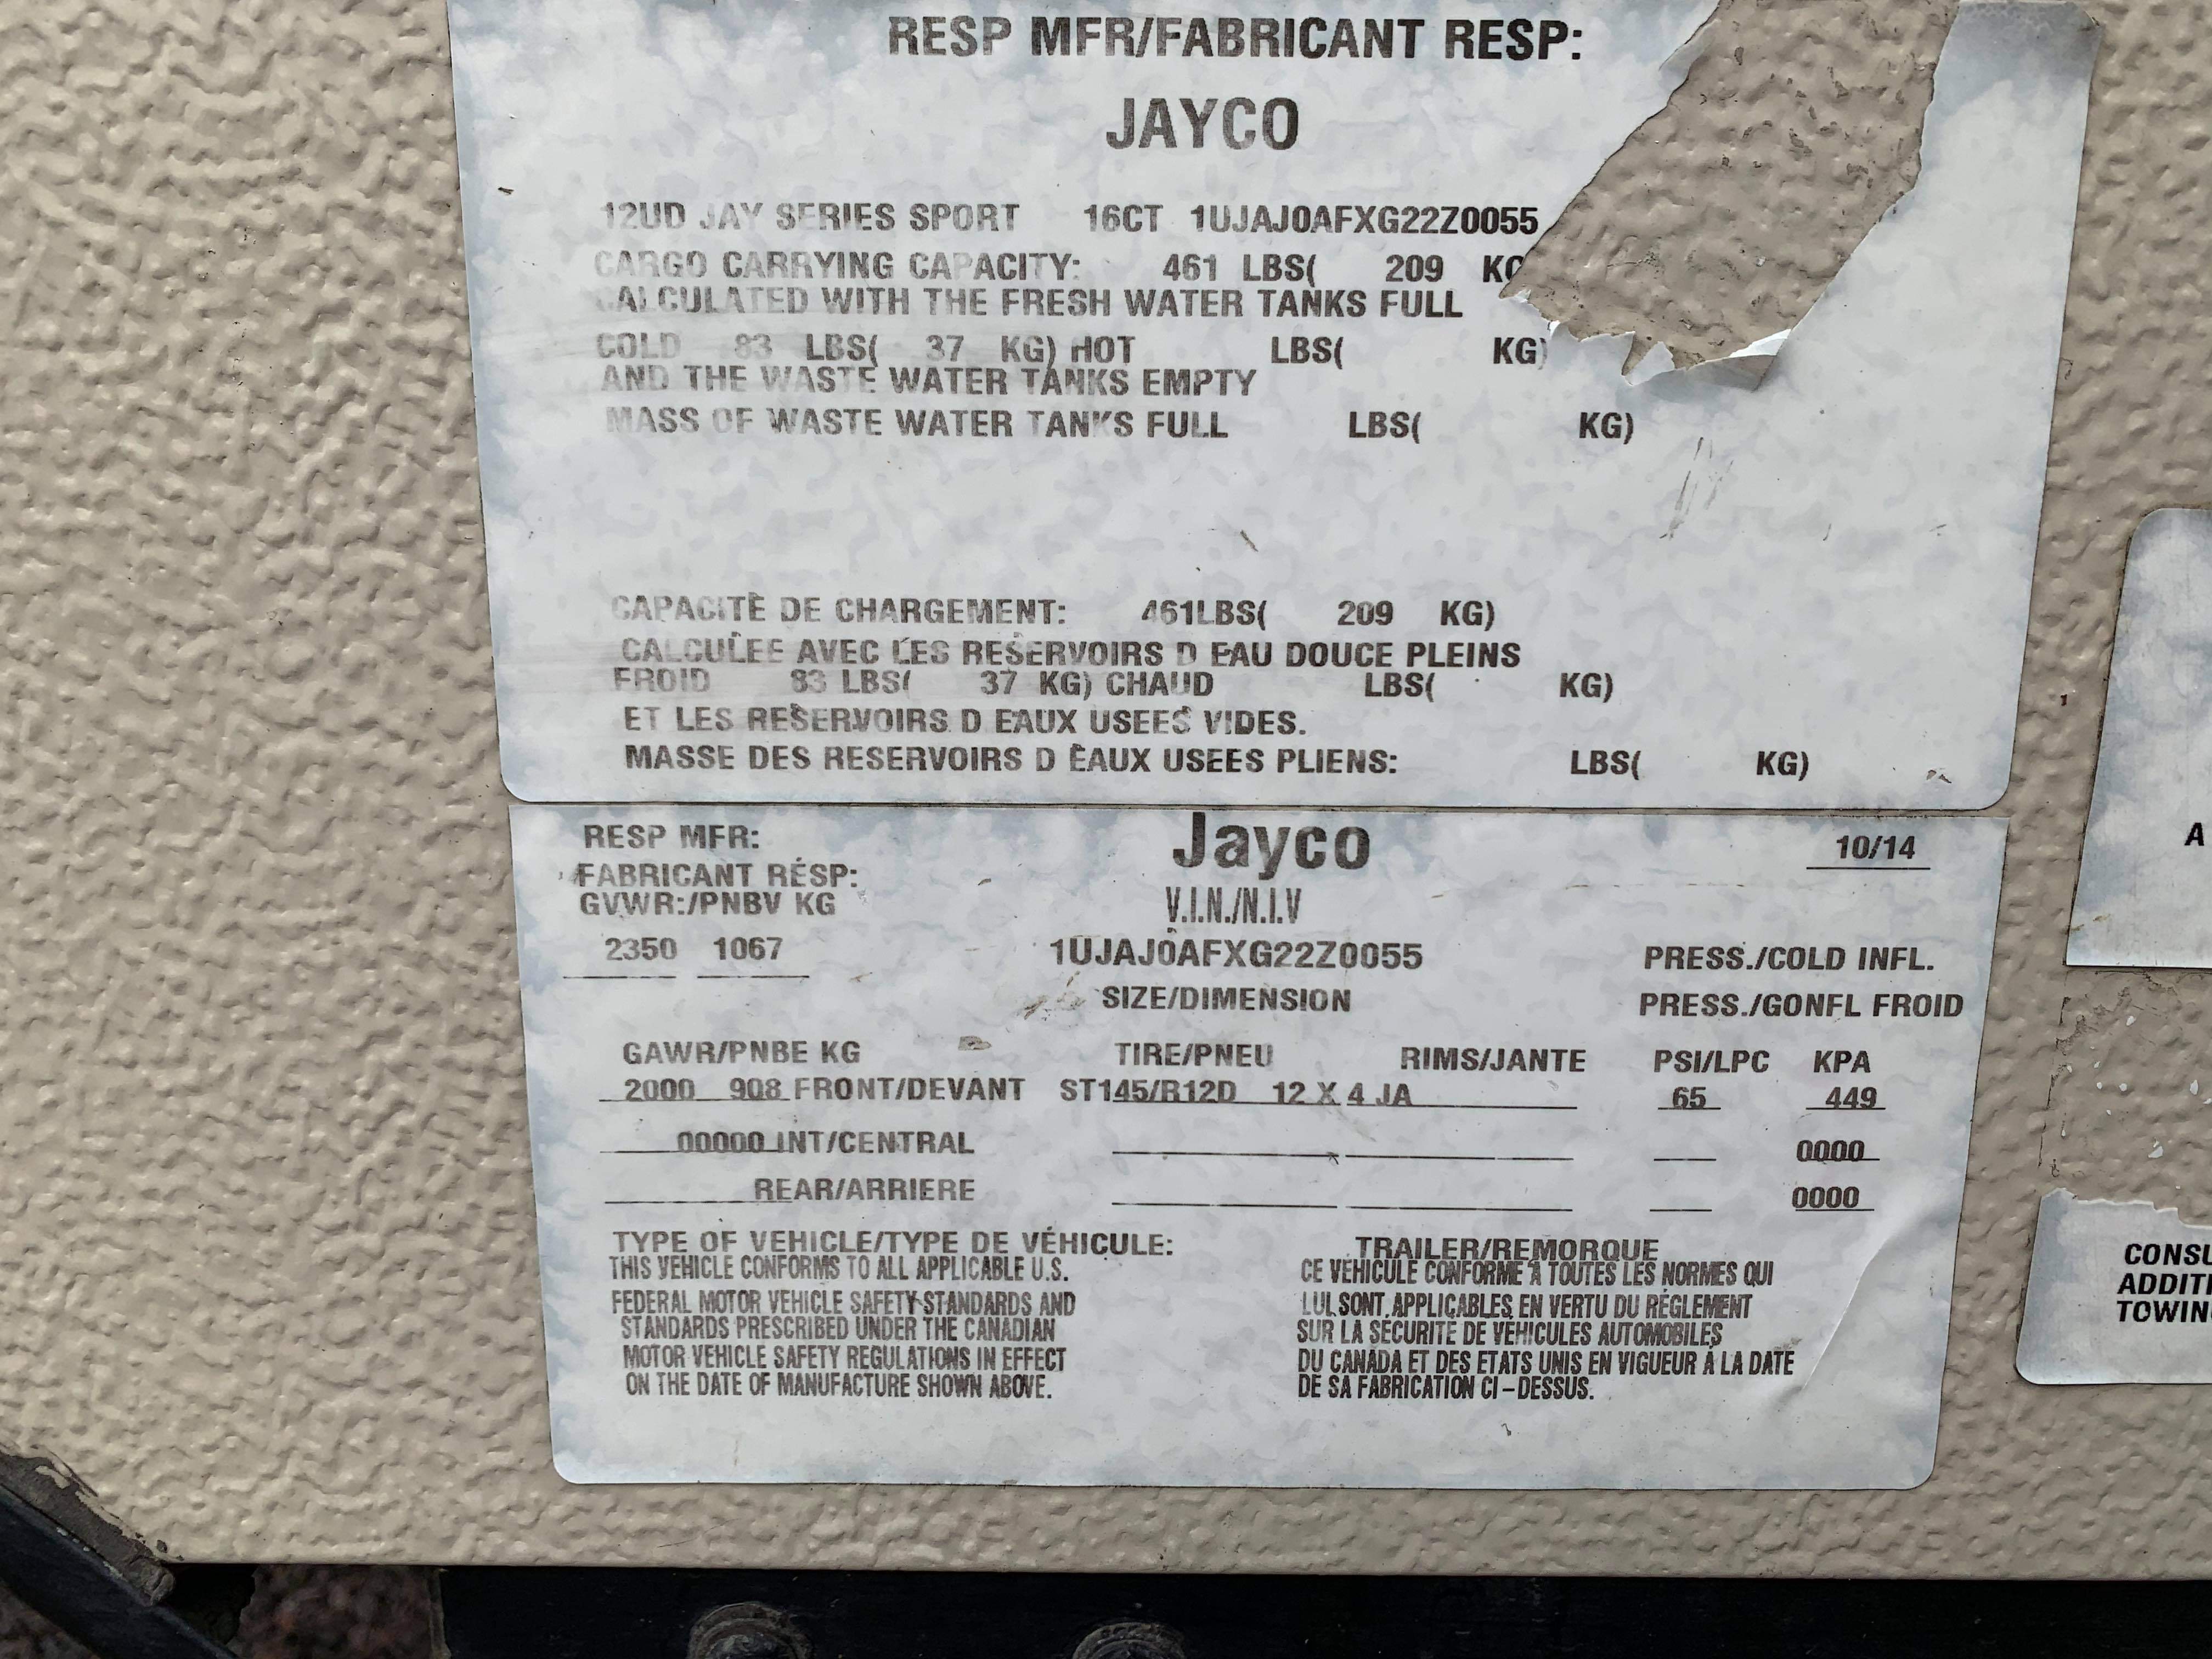 RESP MFR/FABRICANT RESP:
JAYCO
12UD JAY SERIES SPORT 16CT 1UJAJ0AFXG22Z0055
CARGO CARRYING CAPACITY: 461 LBS( 209 KG
CALCULATED WITH THE FRESH WATER TANKS FULL
COLD 83 LBS( 37 KG) HOT LBS( KG)
AND THE WASTE WATER TANKS EMPTY
MASS OF WASTE WATER TANKS FULL LBS( KG)
CAPACITÉ DE CHARGEMENT: 461LBS( 209 KG)
CALCULÉE AVEC LES RESERVOIRS D EAU DOUCE PLEINS
FROID 83 LBS( 37 KG) CHAUD LBS( KG)
ET LES RESERVOIRS D EAUX USEES VIDES.
MASSE DES RESERVOIRS D EAUX USEES PLIENS: LBS( KG)
RESP MFR: Jayco 10/14
FABRICANT RÉSP:
GVWR:/PNBV KG V.I.N./N.I.V
2350 1067 1UJAJ0AFXG22Z0055 PRESS./COLD INFL.
SIZE/DIMENSION PRESS./GONFL FROID
GAWR/PNBE KG TIRE/PNEU RIMS/JANTE PSI/LPC KPA
2000 908 FRONT/DEVANT ST145/R12D 12 X 4 JA 65 449
00000 INT/CENTRAL 0000
REAR/ARRIERE 0000
TYPE OF VEHICLE/TYPE DE VÉHICULE: TRAILER/REMORQUE
THIS VEHICLE CONFORMS TO ALL APPLICABLE U.S.
FEDERAL MOTOR VEHICLE SAFETY STANDARDS AND
STANDARDS PRESCRIBED UNDER THE CANADIAN
MOTOR VEHICLE SAFETY REGULATIONS IN EFFECT
ON THE DATE OF MANUFACTURE SHOWN ABOVE.
CE VÉHICULE CONFORME À TOUTES LES NORMES QUI
LUI SONT APPLICABLES EN VERTU DU RÉGLEMENT
SUR LA SÉCURITÉ DE VÉHICULES AUTOMOBILES
DU CANADA ET DES ETATS UNIS EN VIGUEUR À LA DATE
DE SA FABRICATION CI-DESSUS.
A
CONSU
ADDITI
TOWIN